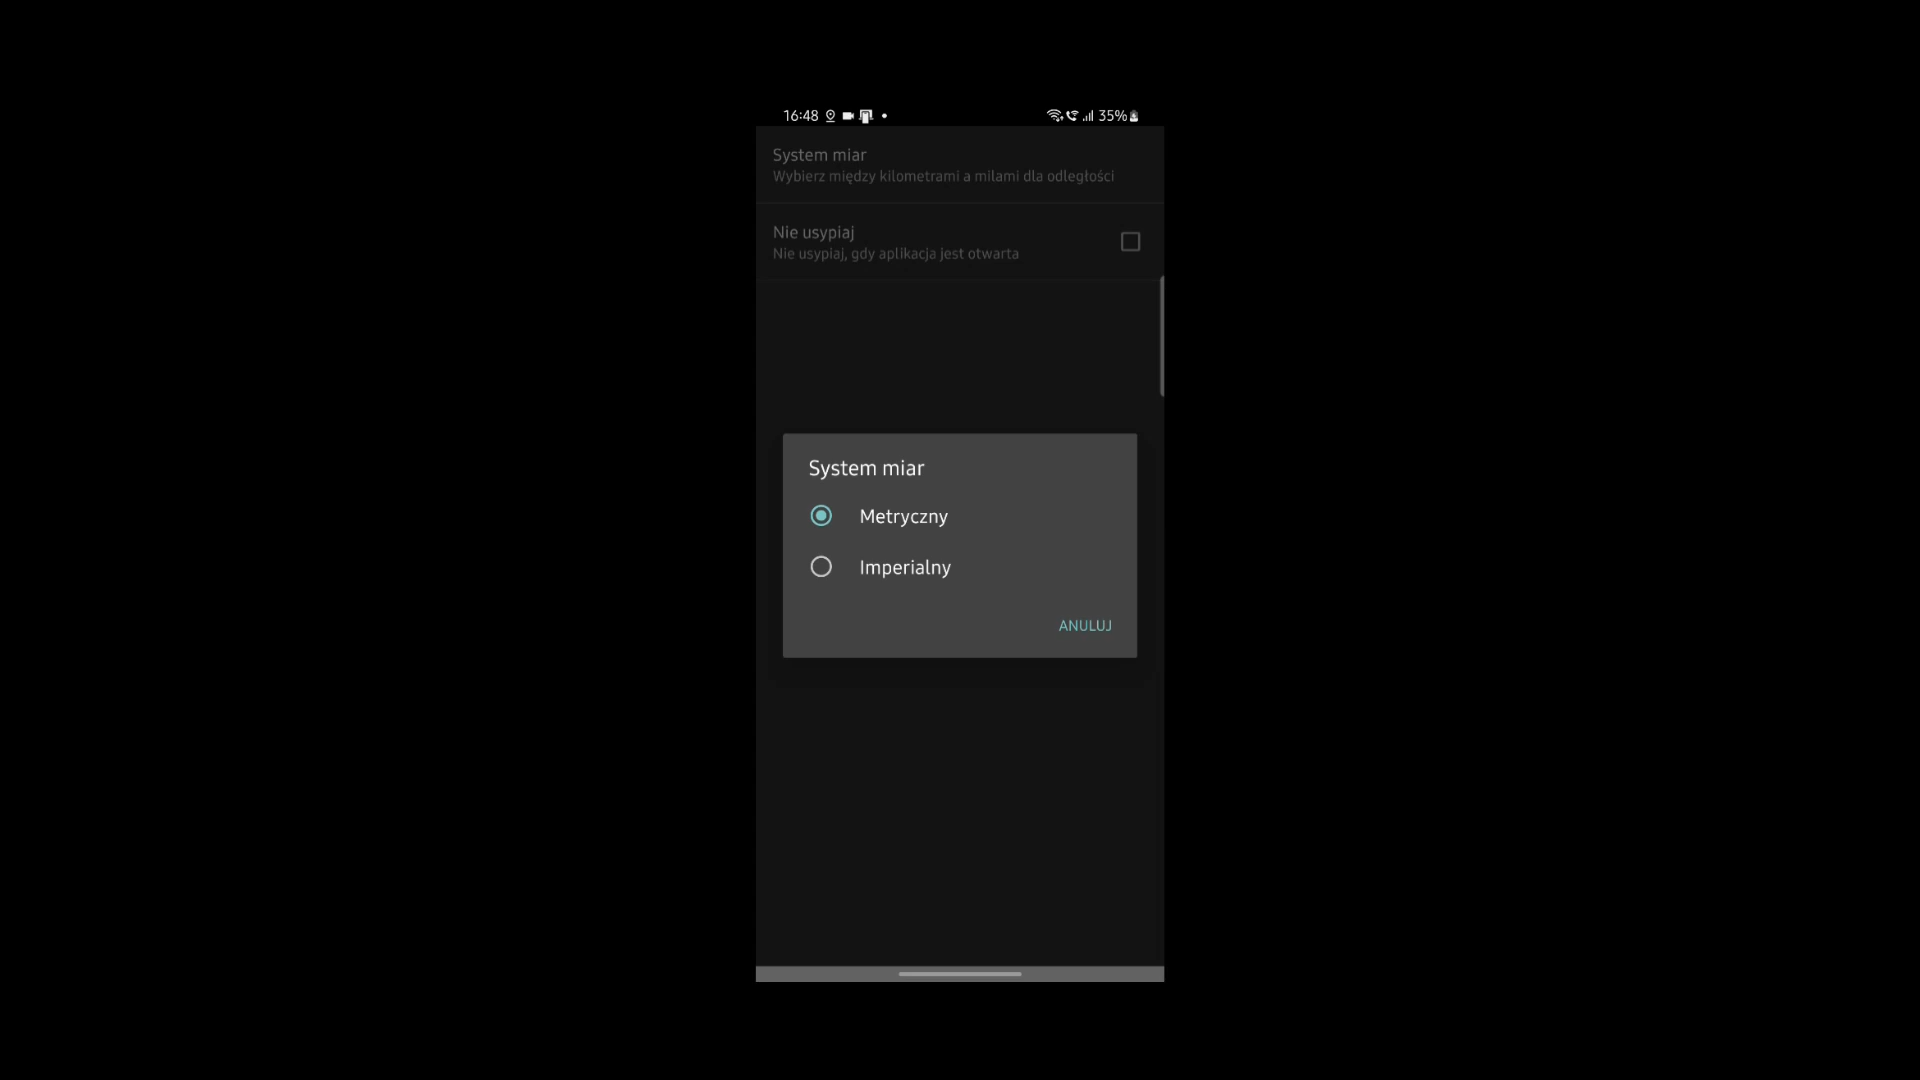 16:48 35%
System miar
Wybierz między kilometrami a milami dla odległości
Nie usypiaj
Nie usypiaj, gdy aplikacja jest otwarta
System miar
Metryczny
Imperialny
ANULUJ